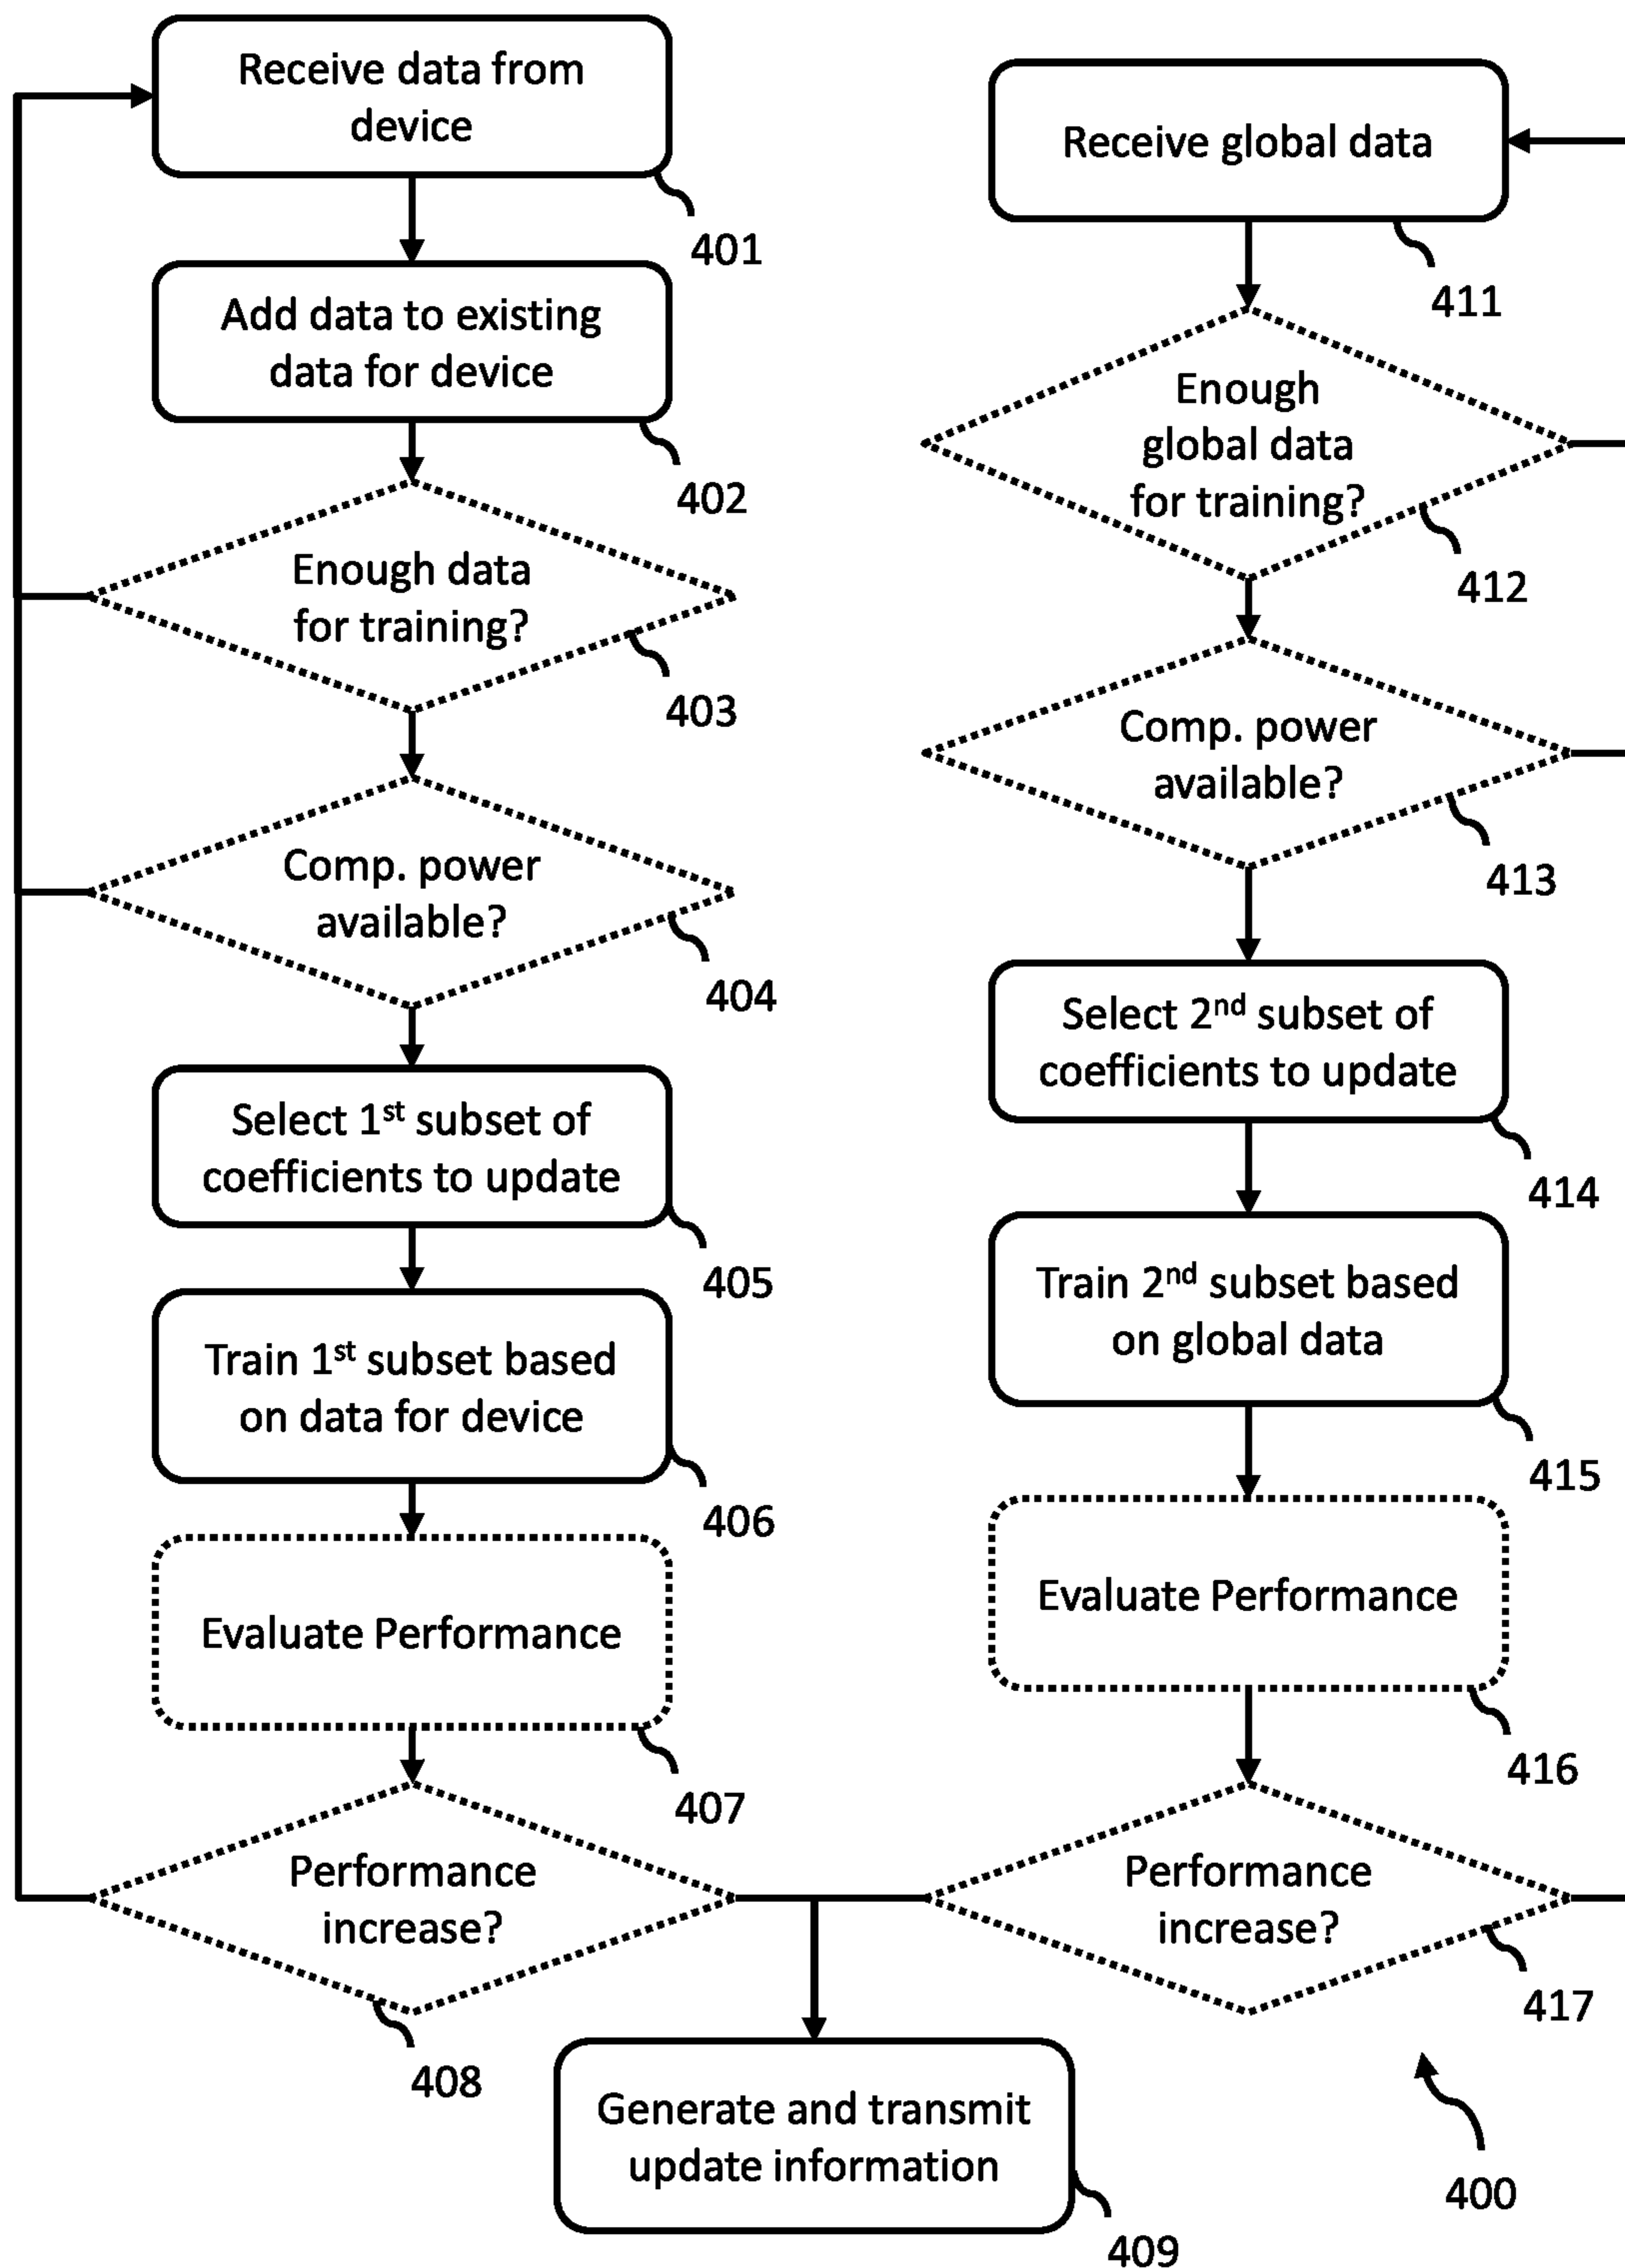 Receive data from
device
401
Add data to existing
data for device
402
Enough data
for training?
403
Comp. power
available?
404
Select 1st subset of
coefficients to update
405
Train 1st subset based
on data for device
406
Evaluate Performance
407
Performance
increase?
408
Receive global data
411
Enough
global data
for training?
412
Comp. power
available?
413
Select 2nd subset of
coefficients to update
414
Train 2nd subset based
on global data
415
Evaluate Performance
416
Performance
increase?
417
Generate and transmit
update information
409
400